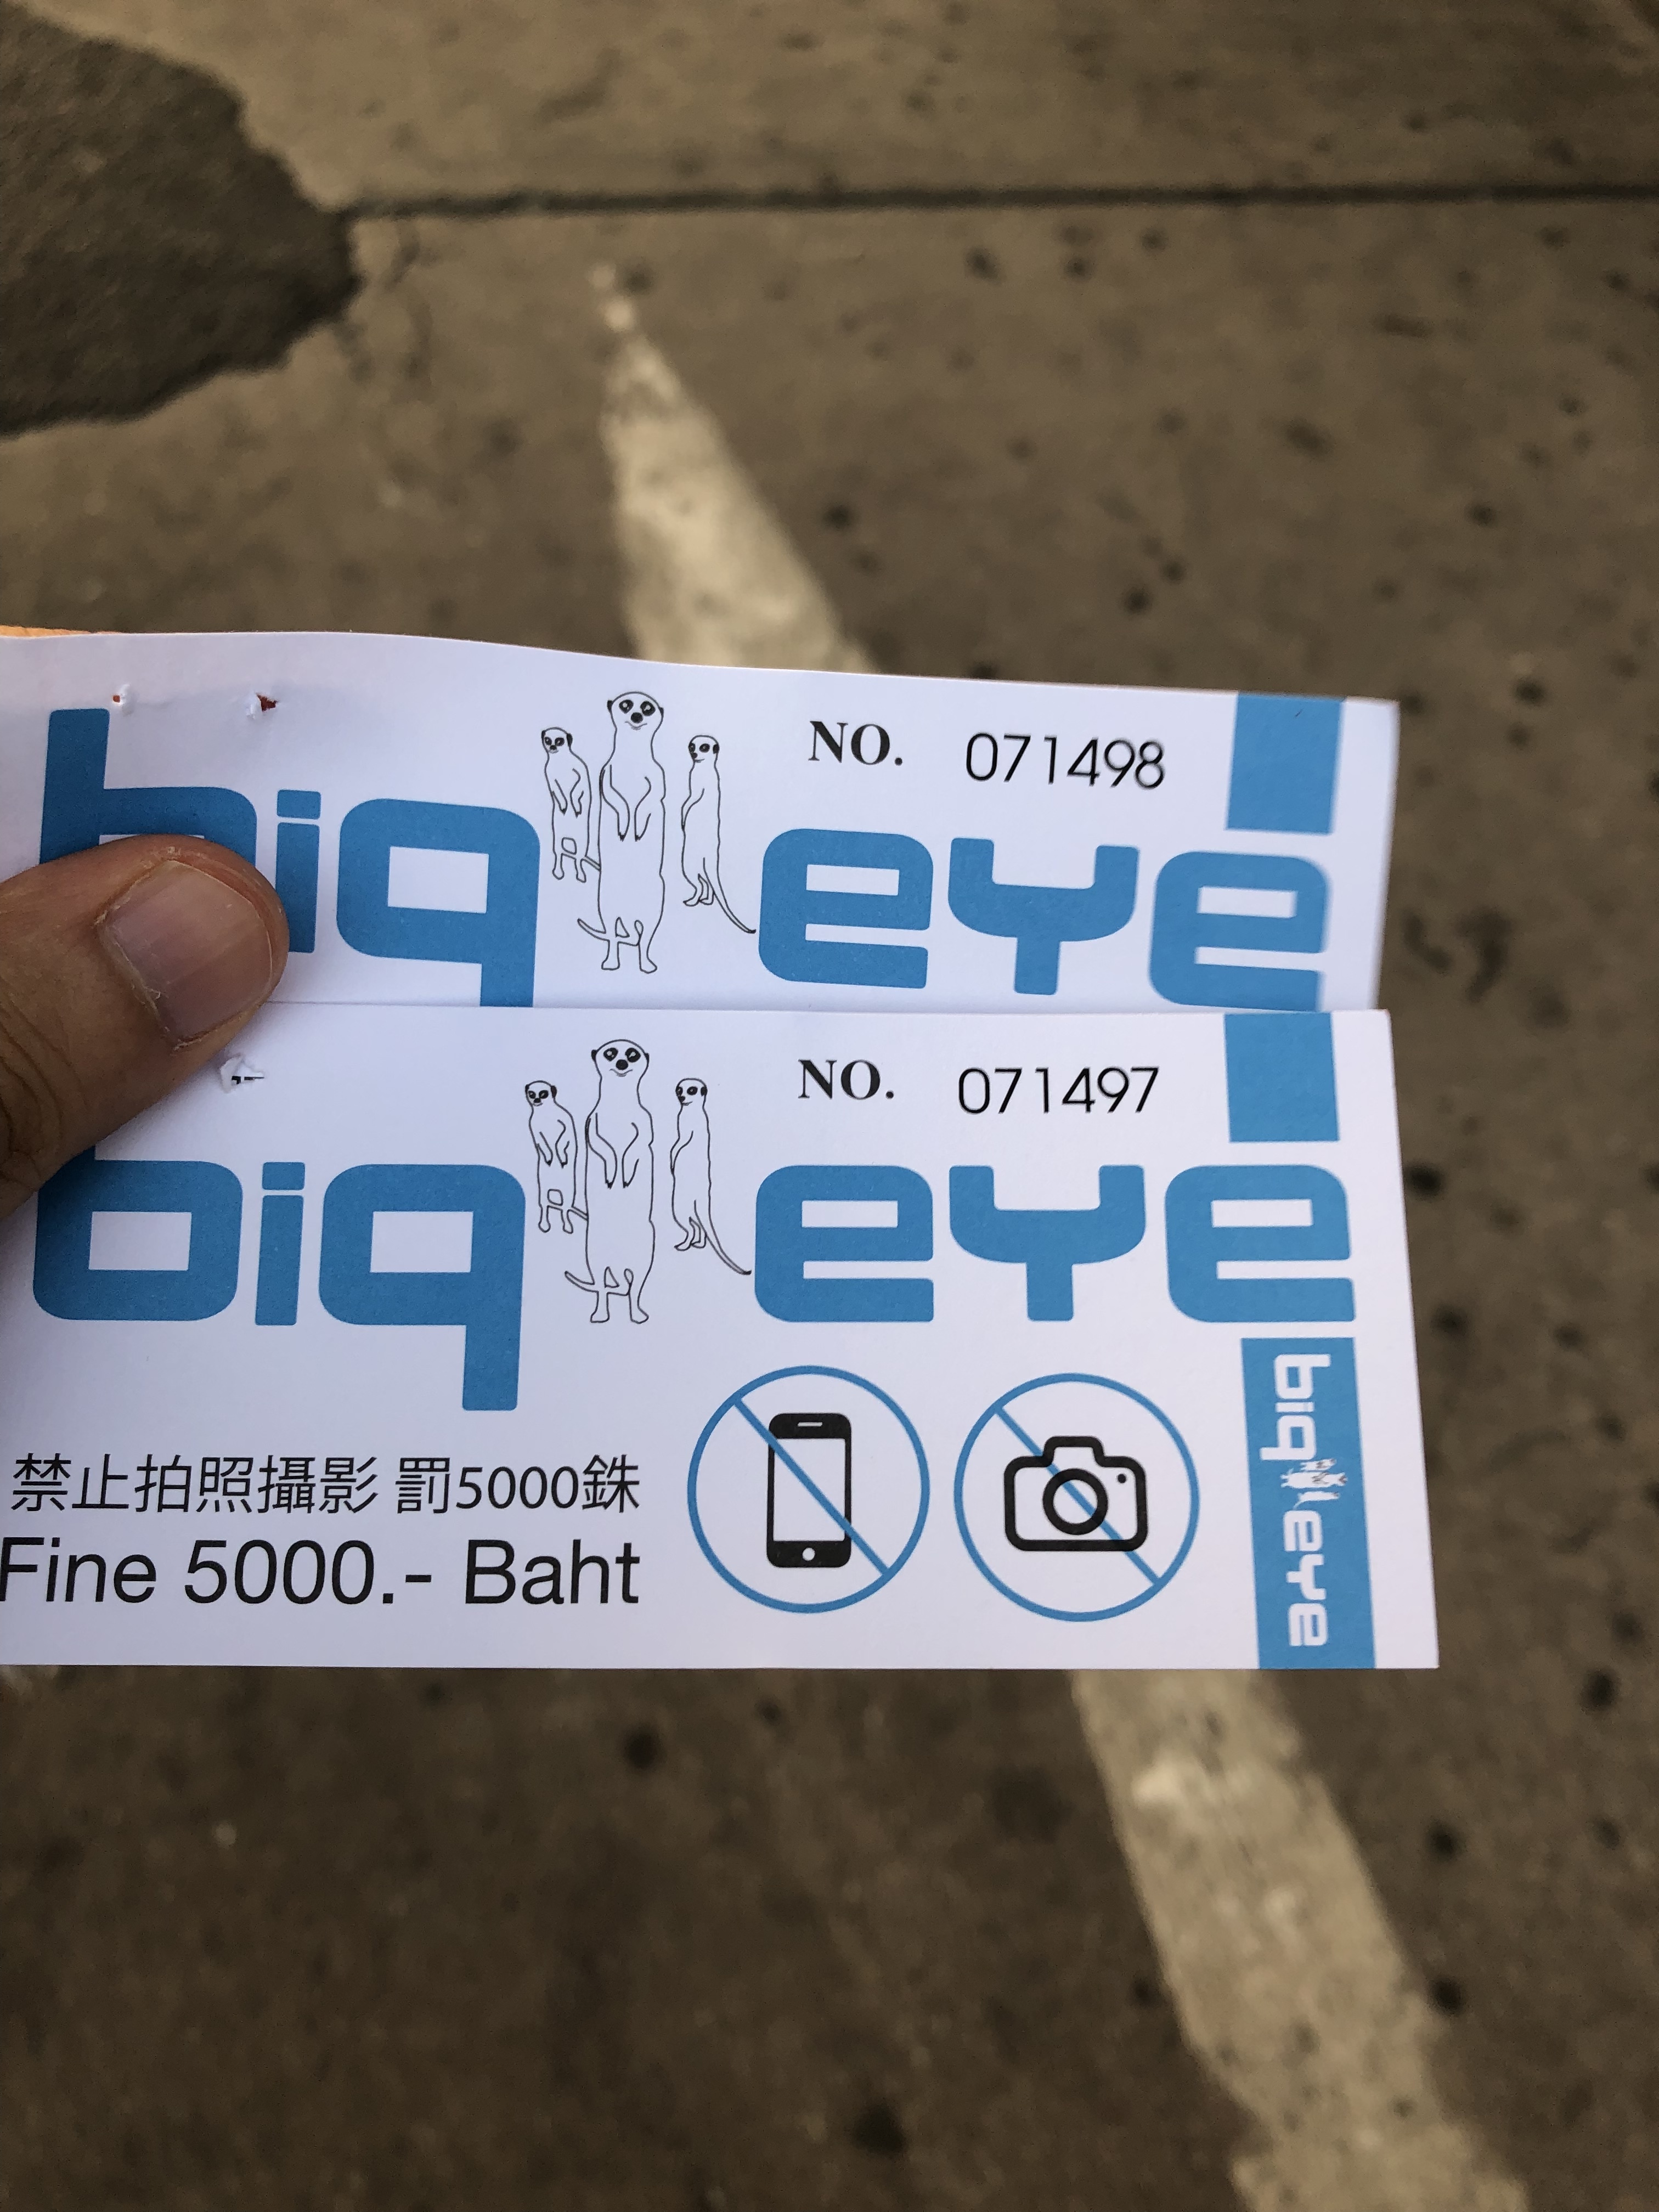 NO. 071498
big eye
NO. 071497
big eye
禁止拍照攝影 罰5000銖
Fine 5000.- Baht
big eye